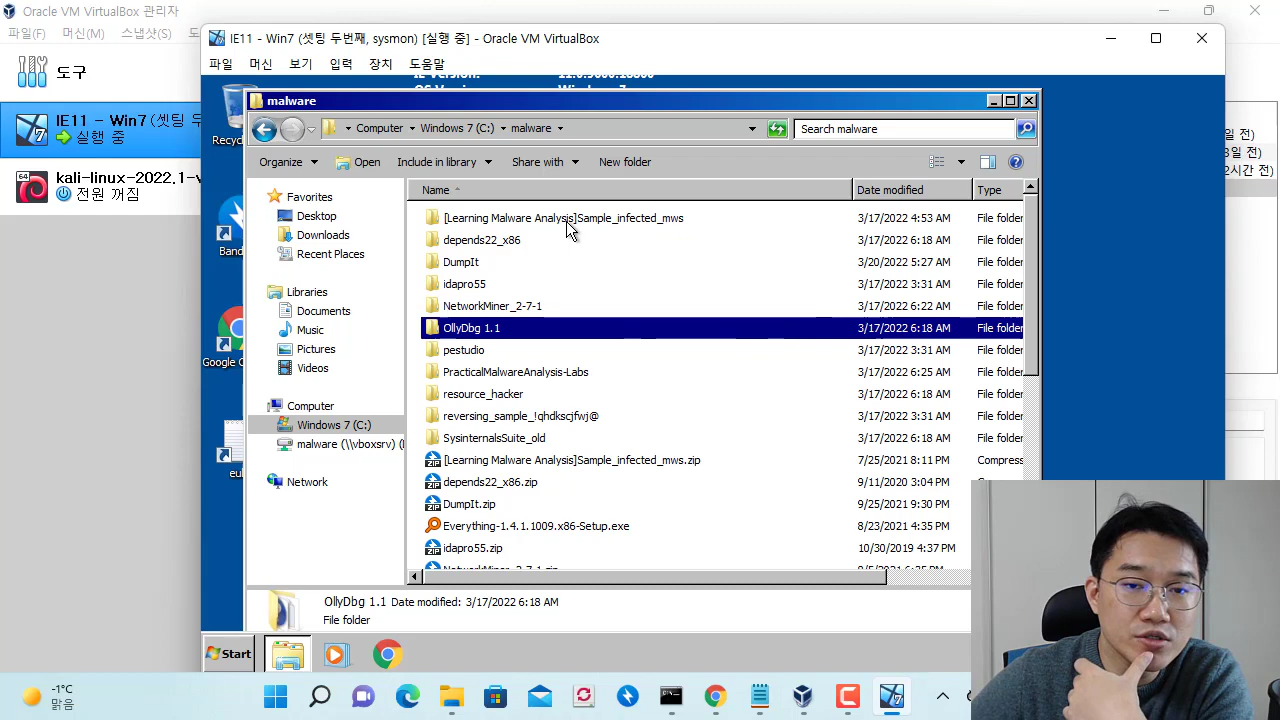 Oracle VM VirtualBox 관리자
파일(F) 머신(M) 스냅샷(S)
도구
IE11 - Win7 (셋팅 두
실행 중
kali-linux-2022.1-v
전원 꺼짐
IE11 - Win7 (셋팅 두번째, sysmon) [실행 중] - Oracle VM VirtualBox
파일 머신 보기 입력 장치 도움말
malware
Computer Windows 7 (C:) malware
Search malware
Organize Open Include in library Share with New folder
Favorites
Desktop
Downloads
Recent Places
Libraries
Documents
Music
Pictures
Videos
Computer
Windows 7 (C:)
malware (\\vboxsrv) (
Network
Name Date modified Type
[Learning Malware Analysis]Sample_infected_mws 3/17/2022 4:53 AM File folder
depends22_x86 3/17/2022 6:18 AM File folder
DumpIt 3/20/2022 5:27 AM File folder
idapro55 3/17/2022 3:31 AM File folder
NetworkMiner_2-7-1 3/17/2022 6:22 AM File folder
OllyDbg 1.1 3/17/2022 6:18 AM File folder
pestudio 3/17/2022 3:31 AM File folder
PracticalMalwareAnalysis-Labs 3/17/2022 6:25 AM File folder
resource_hacker 3/17/2022 6:18 AM File folder
reversing_sample_!qhdkscjfwj@ 3/17/2022 3:31 AM File folder
SysinternalsSuite_old 3/17/2022 6:18 AM File folder
[Learning Malware Analysis]Sample_infected_mws.zip 7/25/2021 8:11 PM Compress
depends22_x86.zip 9/11/2020 3:04 PM
DumpIt.zip 9/25/2021 9:30 PM
Everything-1.4.1.1009.x86-Setup.exe 8/23/2021 4:35 PM
idapro55.zip 10/30/2019 4:37 PM
OllyDbg 1.1 Date modified: 3/17/2022 6:18 AM
File folder
Recyc
Band
Google C
eul
전)
일 전)
시간 전)
Start
-1°C
맑음